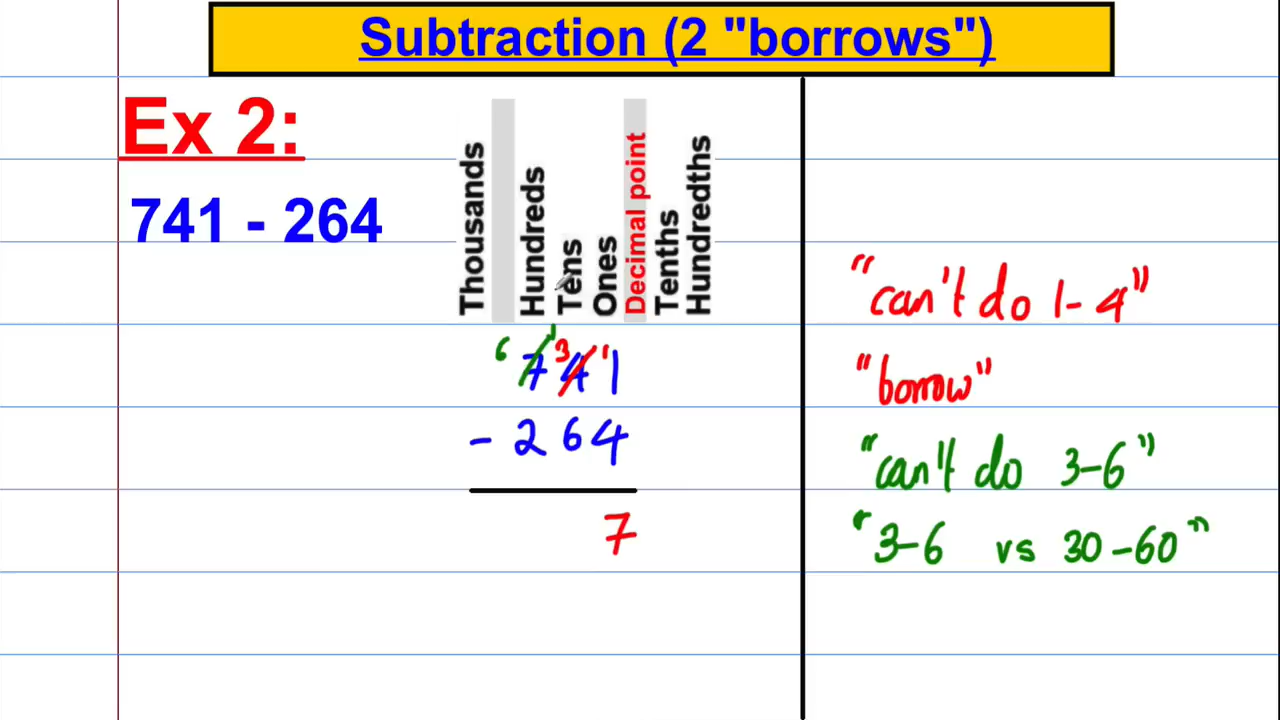 Subtraction (2 "borrows")
Ex 2:
741 - 264
Thousands
Hundreds
Tens
Ones
Decimal point
Tenths
Hundredths
6 1 3 1
7 4 1
- 2 6 4
7
"can't do 1-4"
"borrow"
"can't do 3-6"
"3-6 vs 30-60"